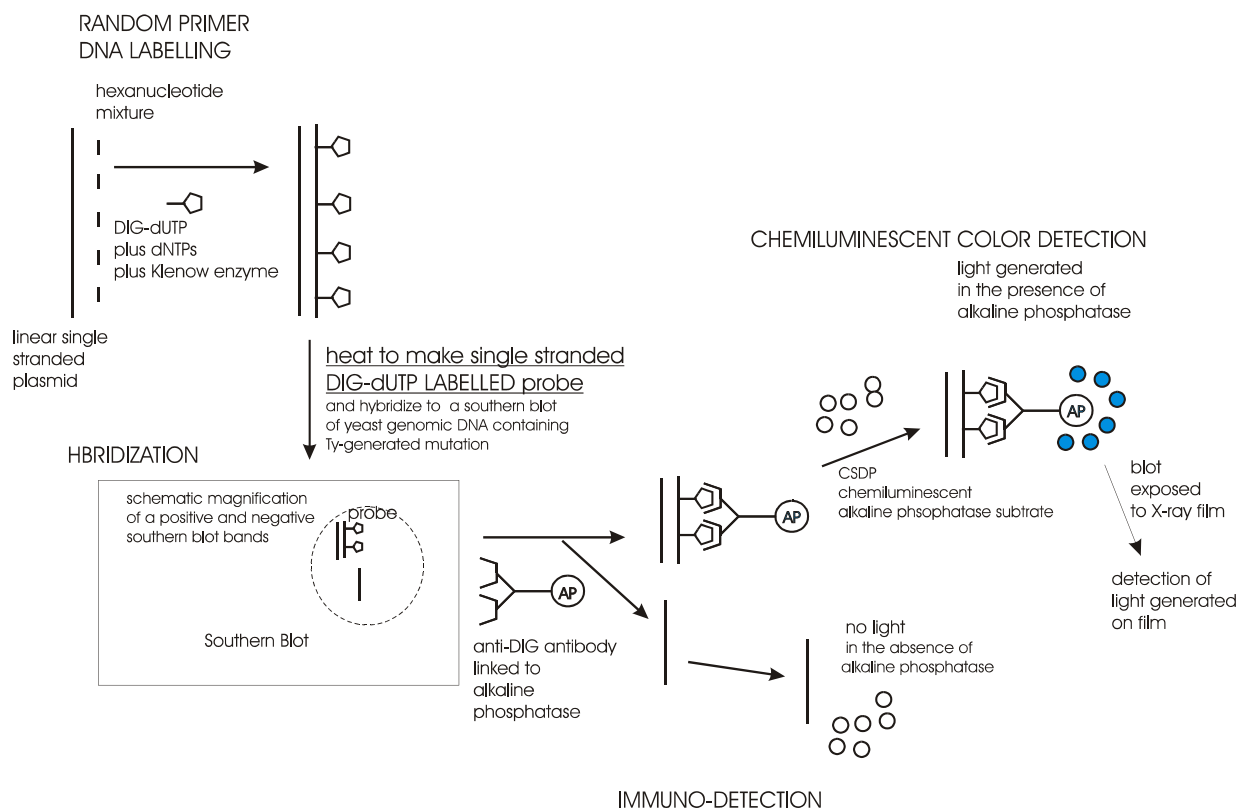 RANDOM PRIMER
DNA LABELLING
hexanucleotide
mixture
DIG-dUTP
plus dNTPs
plus Klenow enzyme
linear single
stranded
plasmid
heat to make single stranded
DIG-dUTP LABELLED probe
and hybridize to a southern blot
of yeast genomic DNA containing
Ty-generated mutation
HBRIDIZATION
schematic magnification
of a positive and negative
southern blot bands
probe
Southern Blot
AP
anti-DIG antibody
linked to
alkaline
phosphatase
AP
CHEMILUMINESCENT COLOR DETECTION
light generated
in the presence of
alkaline phosphatase
AP
CSDP
chemiluminescent
alkaline phsophatase substrate
blot
exposed
to X-ray film
detection of
light generated
on film
no light
in the absence of
alkaline phosphatase
IMMUNO-DETECTION